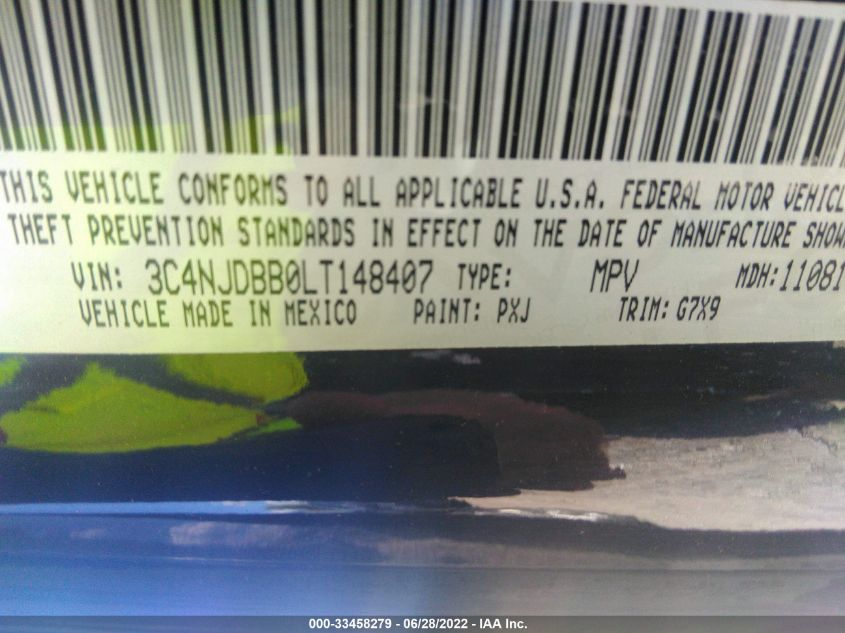 THIS VEHICLE CONFORMS TO ALL APPLICABLE U.S.A. FEDERAL MOTOR VEHICL
THEFT PREVENTION STANDARDS IN EFFECT ON THE DATE OF MANUFACTURE SHOW
VIN: 3C4NJDBB0LT148407 TYPE: MPV MDH:11081
VEHICLE MADE IN MEXICO PAINT: PXJ TRIM: G7X9
000-33458279 - 06/28/2022 - IAA Inc.